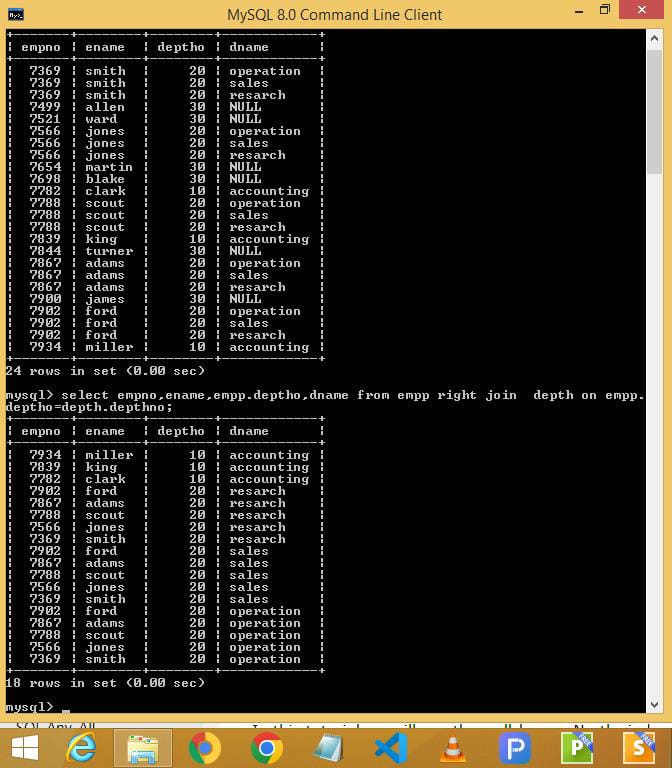 MySQL 8.0 Command Line Client
+-------+--------+--------+------------+
| empno | ename  | deptho | dname      |
+-------+--------+--------+------------+
|  7369 | smith  |     20 | operation  |
|  7369 | smith  |     20 | sales      |
|  7369 | smith  |     20 | resarch    |
|  7499 | allen  |     30 | NULL       |
|  7521 | ward   |     30 | NULL       |
|  7566 | jones  |     20 | operation  |
|  7566 | jones  |     20 | sales      |
|  7566 | jones  |     20 | resarch    |
|  7654 | martin |     30 | NULL       |
|  7698 | blake  |     30 | NULL       |
|  7782 | clark  |     10 | accounting |
|  7788 | scout  |     20 | operation  |
|  7788 | scout  |     20 | sales      |
|  7788 | scout  |     20 | resarch    |
|  7839 | king   |     10 | accounting |
|  7844 | turner |     30 | NULL       |
|  7867 | adams  |     20 | operation  |
|  7867 | adams  |     20 | sales      |
|  7867 | adams  |     20 | resarch    |
|  7900 | james  |     30 | NULL       |
|  7902 | ford   |     20 | operation  |
|  7902 | ford   |     20 | sales      |
|  7902 | ford   |     20 | resarch    |
|  7934 | miller |     10 | accounting |
+-------+--------+--------+------------+
24 rows in set (0.00 sec)
mysql> select empno,ename,empp.deptho,dname from empp right join  depth on empp.
deptho=depth.depthno;
+-------+--------+--------+------------+
| empno | ename  | deptho | dname      |
+-------+--------+--------+------------+
|  7934 | miller |     10 | accounting |
|  7839 | king   |     10 | accounting |
|  7782 | clark  |     10 | accounting |
|  7902 | ford   |     20 | resarch    |
|  7867 | adams  |     20 | resarch    |
|  7788 | scout  |     20 | resarch    |
|  7566 | jones  |     20 | resarch    |
|  7369 | smith  |     20 | resarch    |
|  7902 | ford   |     20 | sales      |
|  7867 | adams  |     20 | sales      |
|  7788 | scout  |     20 | sales      |
|  7566 | jones  |     20 | sales      |
|  7369 | smith  |     20 | sales      |
|  7902 | ford   |     20 | operation  |
|  7867 | adams  |     20 | operation  |
|  7788 | scout  |     20 | operation  |
|  7566 | jones  |     20 | operation  |
|  7369 | smith  |     20 | operation  |
+-------+--------+--------+------------+
18 rows in set (0.00 sec)
mysql> _